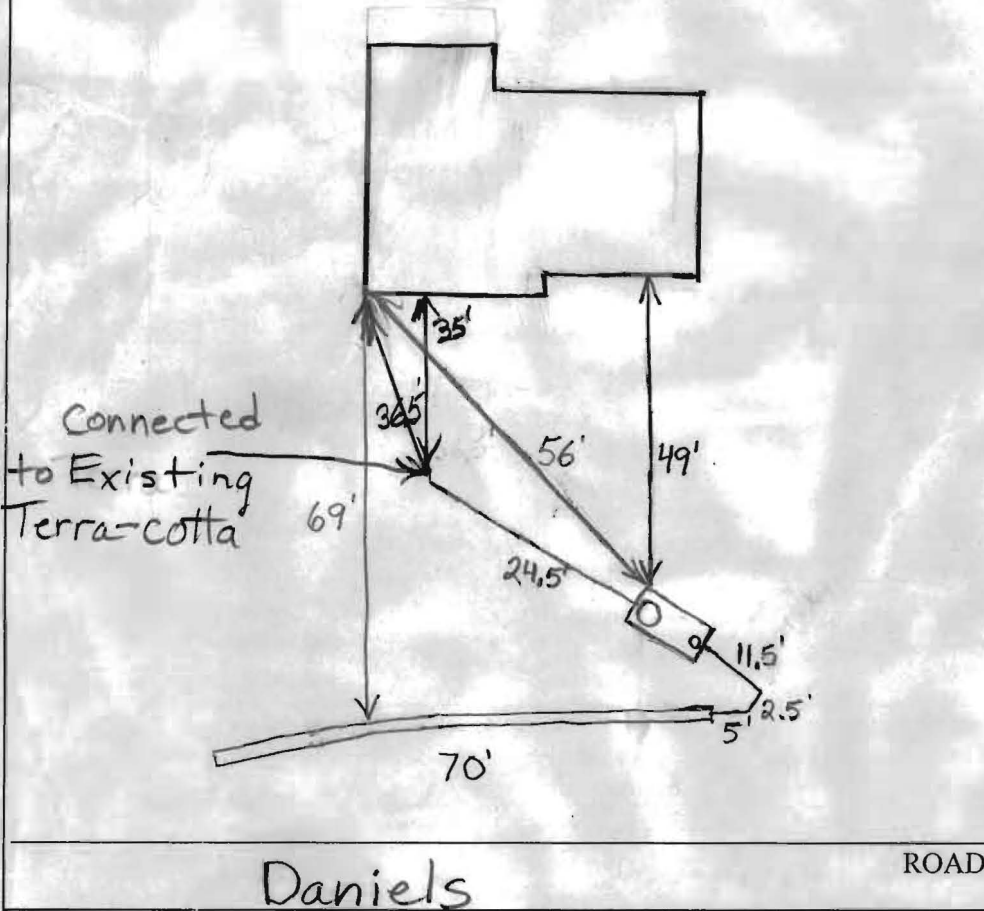 35'
Connected
to Existing
Terra-cotta
36.5'
56'
49'
69'
24.5'
11.5'
2.5'
5'
70'
ROAD
Daniels